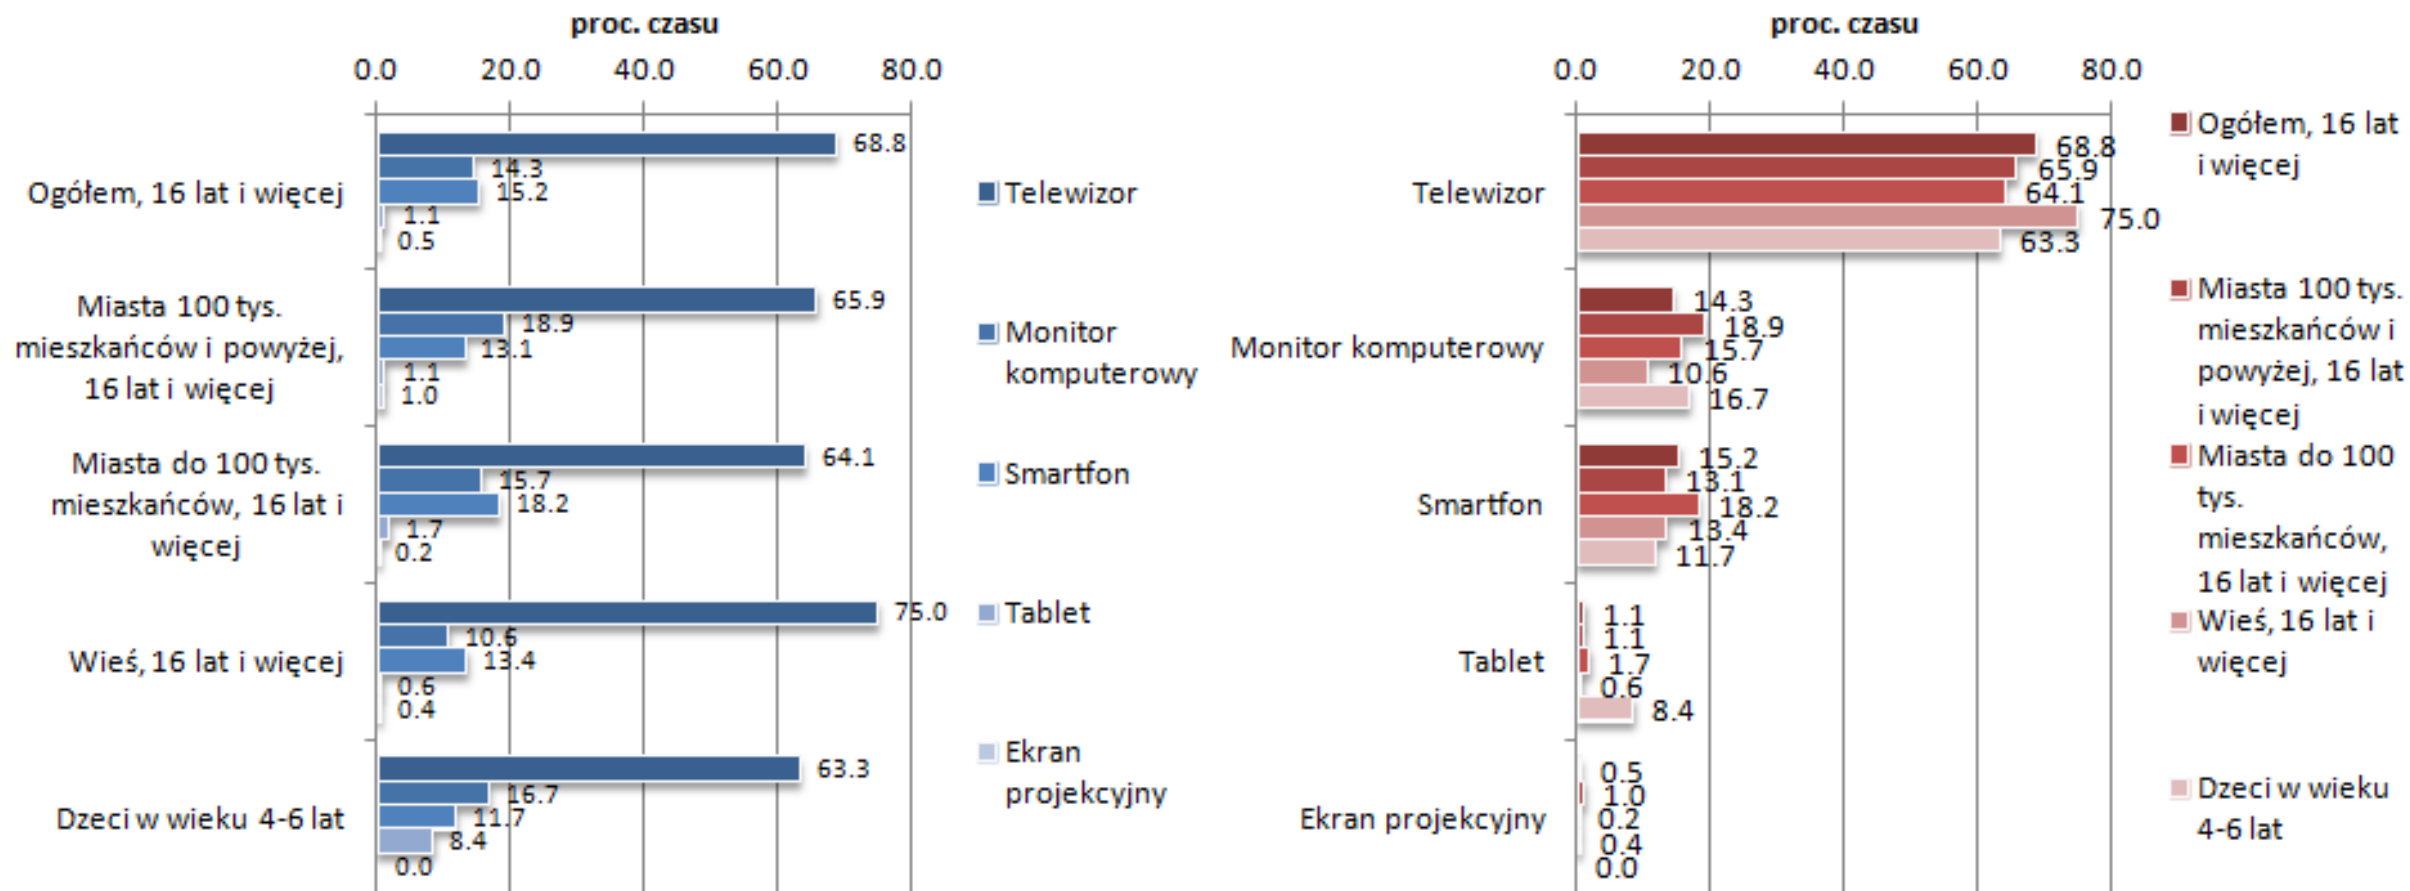 proc. czasu
0.0 20.0 40.0 60.0 80.0
Ogółem, 16 lat i więcej
68.8
14.3
15.2
1.1
0.5
Miasta 100 tys.
mieszkańców i powyżej,
16 lat i więcej
65.9
18.9
13.1
1.1
1.0
Miasta do 100 tys.
mieszkańców, 16 lat i
więcej
64.1
15.7
18.2
1.7
0.2
Wieś, 16 lat i więcej
75.0
10.6
13.4
0.6
0.4
Dzeci w wieku 4-6 lat
63.3
16.7
11.7
8.4
0.0
Telewizor
Monitor
komputerowy
Smartfon
Tablet
Ekran
projekcyjny
proc. czasu
0.0 20.0 40.0 60.0 80.0
Telewizor
68.8
65.9
64.1
75.0
63.3
Monitor komputerowy
14.3
18.9
15.7
10.6
16.7
Smartfon
15.2
13.1
18.2
13.4
11.7
Tablet
1.1
1.1
1.7
0.6
8.4
Ekran projekcyjny
0.5
1.0
0.2
0.4
0.0
Ogółem, 16 lat
i więcej
Miasta 100 tys.
mieszkańców i
powyżej, 16 lat
i więcej
Miasta do 100
tys.
mieszkańców,
16 lat i więcej
Wieś, 16 lat i
więcej
Dzeci w wieku
4-6 lat